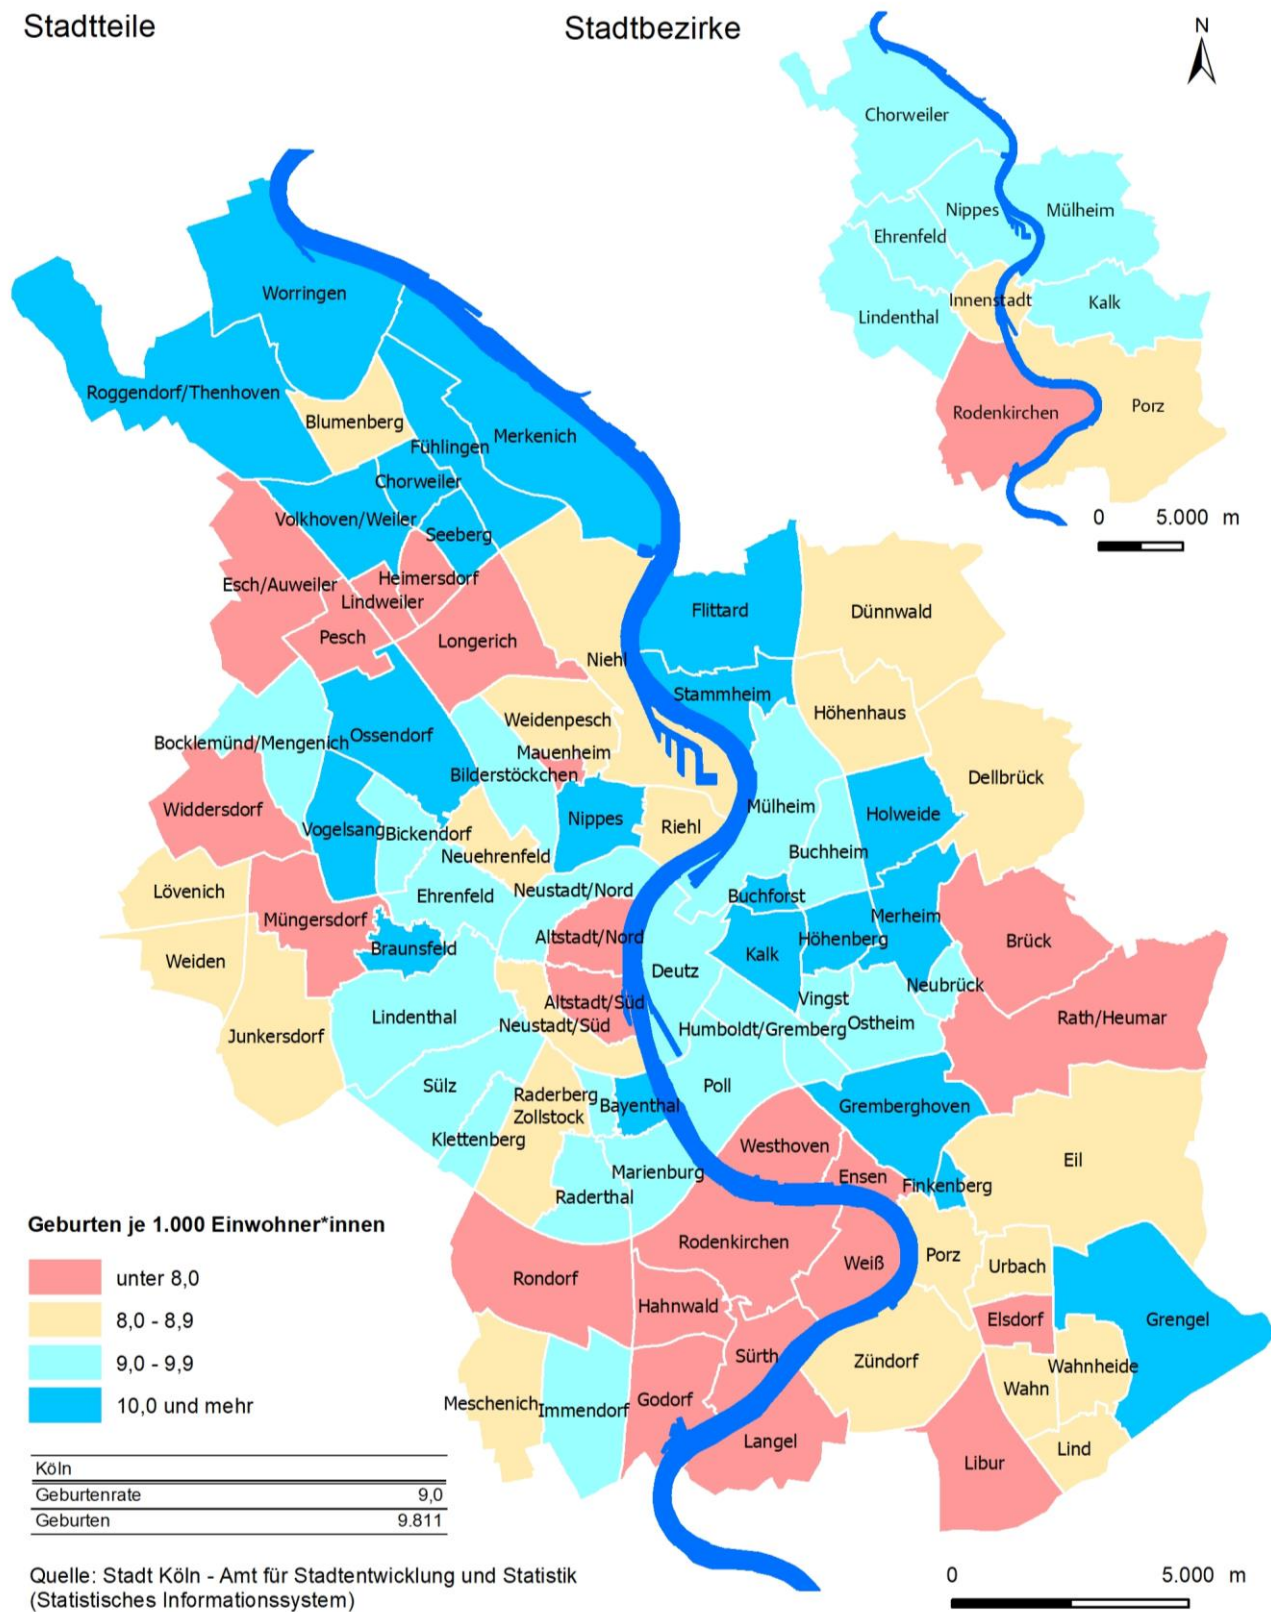 Stadtteile
Stadtbezirke
N
Chorweiler
Nippes
Mülheim
Ehrenfeld
Innenstadt
Kalk
Lindenthal
Rodenkirchen
Porz
0 5.000 m
Worringen
Roggendorf/Thenhoven
Blumenberg
Fühlingen
Merkenich
Chorweiler
Volkhoven/Weiler
Seeberg
Esch/Auweiler
Heimersdorf
Lindweiler
Pesch
Longerich
Flittard
Dünnwald
Niehl
Stammheim
Höhenhaus
Weidenpesch
Ossendorf
Bocklemünd/Mengenich
Mauenheim
Bilderstöckchen
Dellbrück
Widdersdorf
Mülheim
Holweide
Nippes
Riehl
Vogelsang
Bickendorf
Neuehrenfeld
Buchheim
Lövenich
Ehrenfeld
Neustadt/Nord
Buchforst
Müngersdorf
Merheim
Altstadt/Nord
Höhenberg
Brück
Braunsfeld
Kalk
Weiden
Deutz
Neubrück
Altstadt/Süd
Vingst
Lindenthal
Neustadt/Süd
Humboldt/Gremberg
Ostheim
Rath/Heumar
Junkersdorf
Sülz
Poll
Raderberg
Zollstock
Bayenthal
Gremberghoven
Klettenberg
Westhoven
Eil
Marienburg
Ensen
Finkenberg
Raderthal
Rodenkirchen
Weiß
Porz
Urbach
Rondorf
Hahnwald
Elsdorf
Grengel
Sürth
Zündorf
Wahnheide
Wahn
Meschenich
Immendorf
Godorf
Langel
Libur
Lind
Geburten je 1.000 Einwohner*innen
unter 8,0
8,0 - 8,9
9,0 - 9,9
10,0 und mehr
Köln
Geburtenrate 9,0
Geburten 9.811
Quelle: Stadt Köln - Amt für Stadtentwicklung und Statistik
(Statistisches Informationssystem)
0 5.000 m